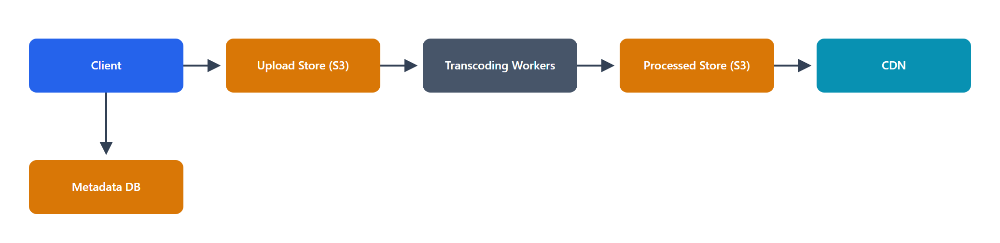 Client
Upload Store (S3)
Transcoding Workers
Processed Store (S3)
CDN
Metadata DB